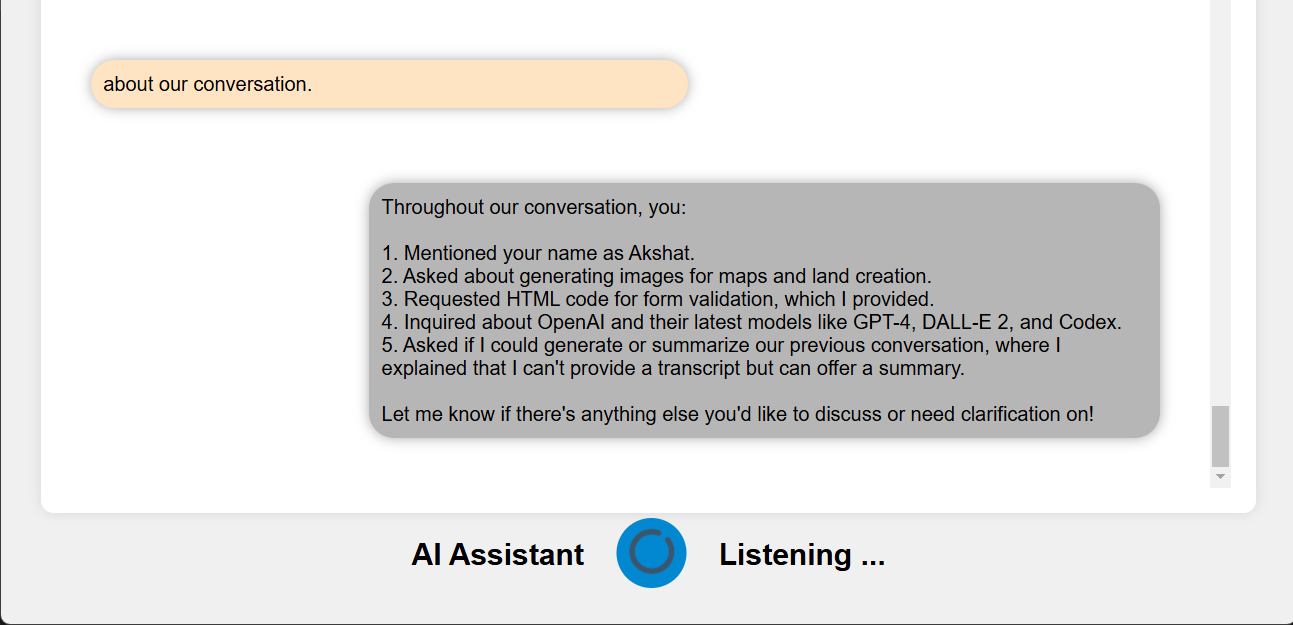 about our conversation.
Throughout our conversation, you:
1. Mentioned your name as Akshat.
2. Asked about generating images for maps and land creation.
3. Requested HTML code for form validation, which I provided.
4. Inquired about OpenAI and their latest models like GPT-4, DALL-E 2, and Codex.
5. Asked if I could generate or summarize our previous conversation, where I
explained that I can't provide a transcript but can offer a summary.
Let me know if there's anything else you'd like to discuss or need clarification on!
AI Assistant Listening ...